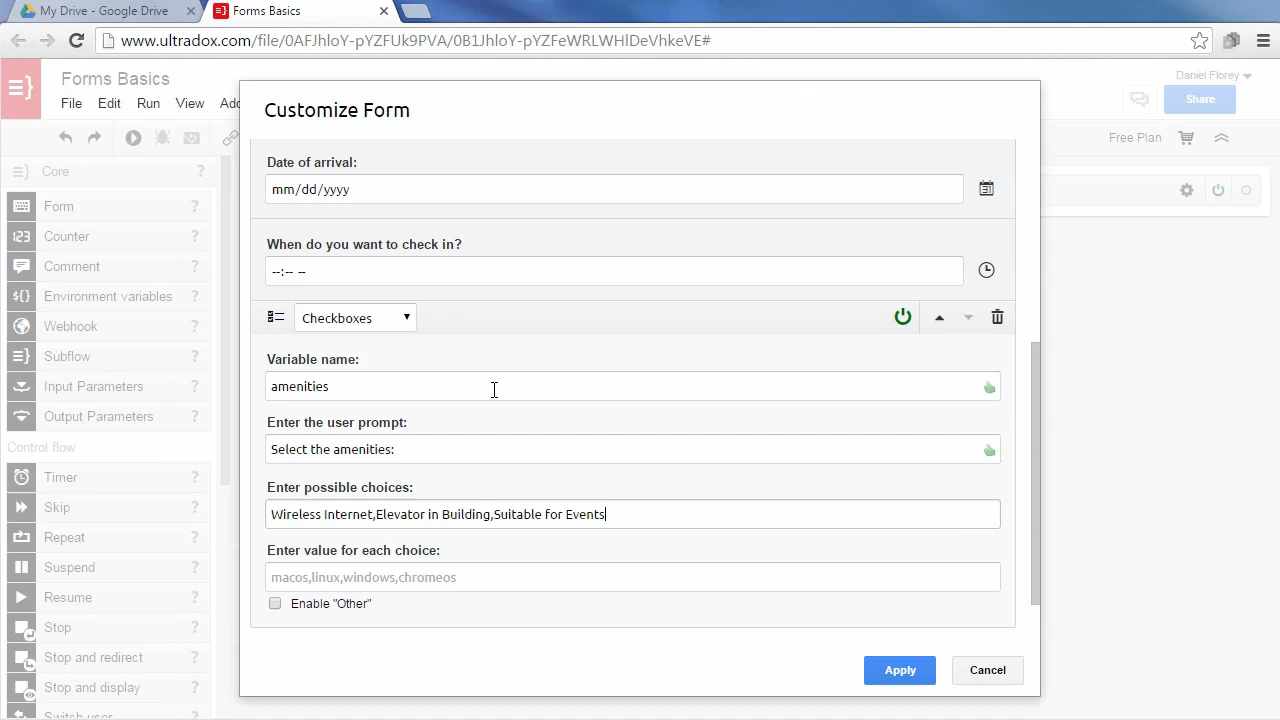 My Drive - Google Drive
Forms Basics
www.ultradox.com/file/0AFJhloY-pYZFUk9PVA/0B1JhloY-pYZFeWRLWHlDeVhkeVE#
Forms Basics
Daniel Florey
File Edit Run View Add
Share
Customize Form
Free Plan
Core ?
Form ?
123 Counter ?
Comment ?
${} Environment variables ?
Webhook ?
Subflow ?
Input Parameters ?
Output Parameters ?
Control flow
Timer ?
Skip ?
Repeat ?
Suspend ?
Resume ?
Stop ?
Stop and redirect ?
Stop and display ?
Switch user
Date of arrival:
mm/dd/yyyy
31
When do you want to check in?
--:-- --
Checkboxes
Variable name:
amenities
Enter the user prompt:
Select the amenities:
Enter possible choices:
Wireless Internet,Elevator in Building,Suitable for Events
Enter value for each choice:
macos,linux,windows,chromeos
Enable "Other"
Apply
Cancel